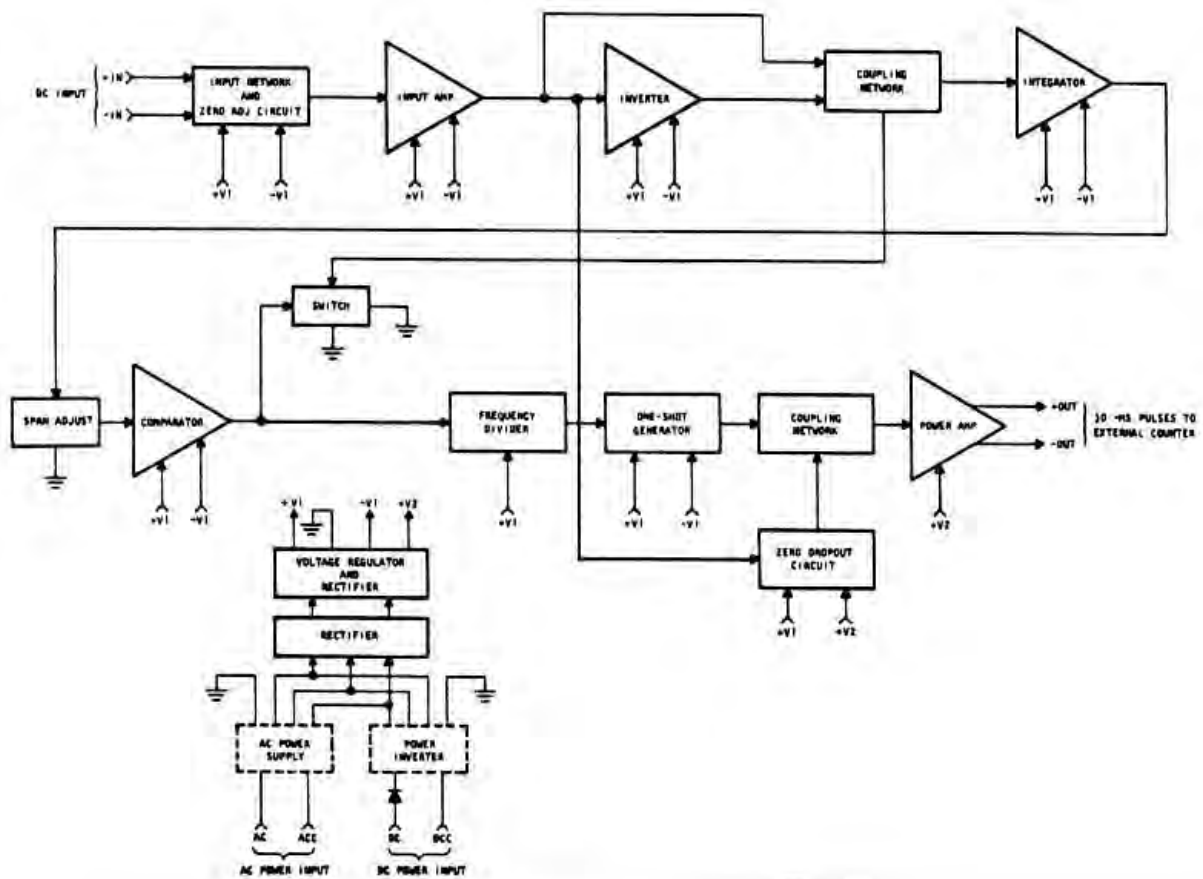 DC INPUT
+IN
-IN
INPUT NETWORK
AND
ZERO ADJ CIRCUIT
+V1
-V1
INPUT AMP
+V1
-V1
INVERTER
+V1
-V1
COUPLING
NETWORK
INTEGRATOR
+V1
-V1
SWITCH
SPAN ADJUST
COMPARATOR
+V1
-V1
FREQUENCY
DIVIDER
+V1
ONE-SHOT
GENERATOR
+V1
-V1
COUPLING
NETWORK
POWER AMP
+V2
+OUT
-OUT
-MS PULSES TO
EXTERNAL COUNTER
ZERO DROPOUT
CIRCUIT
+V1
+V2
+V1
-V1
+V2
VOLTAGE REGULATOR
AND
RECTIFIER
RECTIFIER
AC POWER
SUPPLY
POWER
INVERTER
AC
ACC
DC
DCC
AC POWER INPUT
DC POWER INPUT